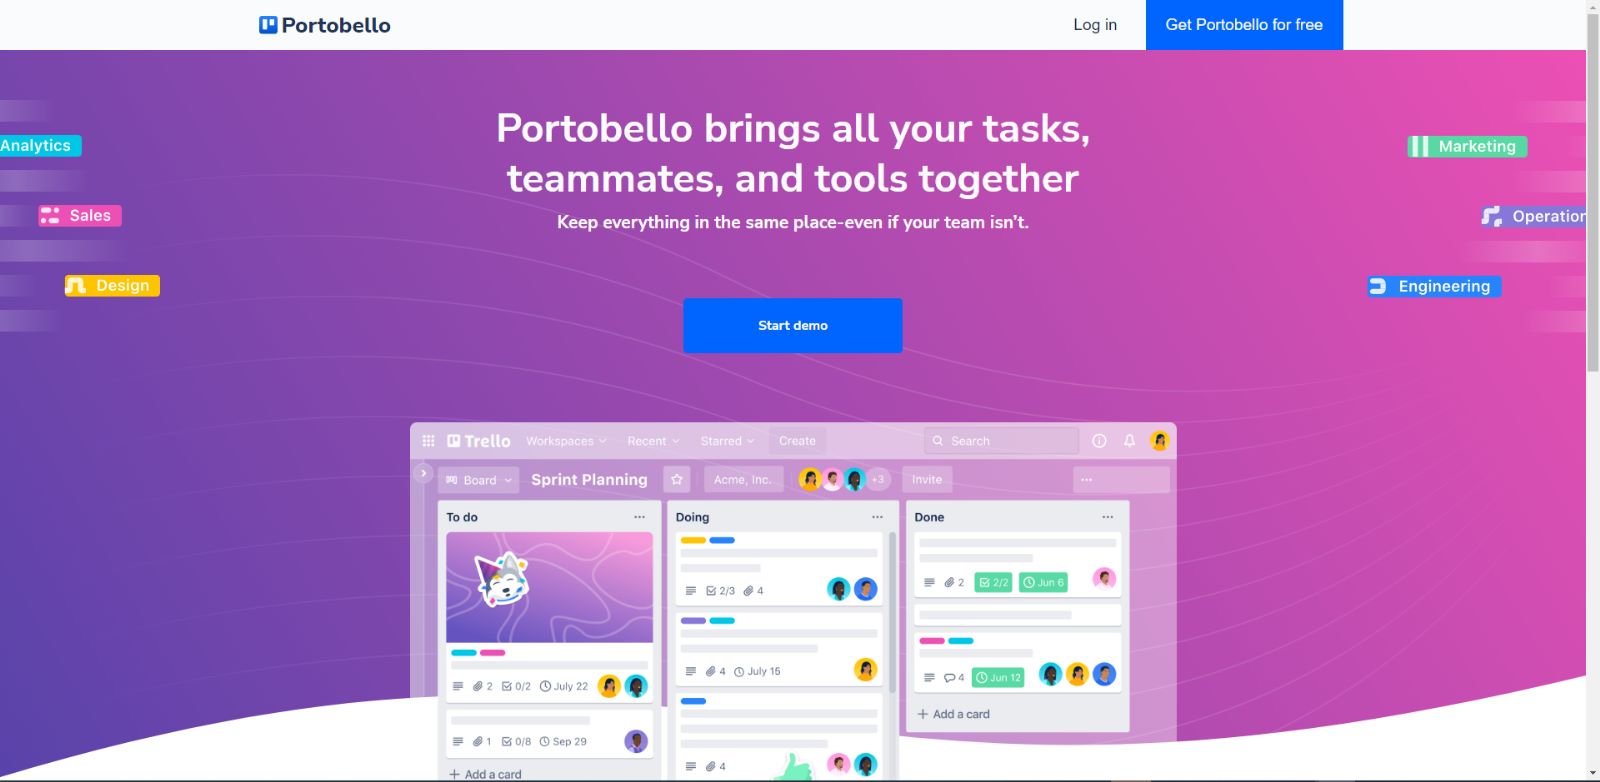 Portobello
Log in
Get Portobello for free
Portobello brings all your tasks,
teammates, and tools together
Keep everything in the same place-even if your team isn't.
Analytics
Sales
Design
Marketing
Operation
Engineering
Start demo
Trello Workspaces Recent Starred Create Search
Board Sprint Planning Acme, Inc. +3 Invite ...
To do ...
2 0/2 July 22
1 0/8 Sep 29
+ Add a card
Doing ...
2/3 4
4 July 15
4
Done ...
2 2/2 Jun 6
4 Jun 12
+ Add a card